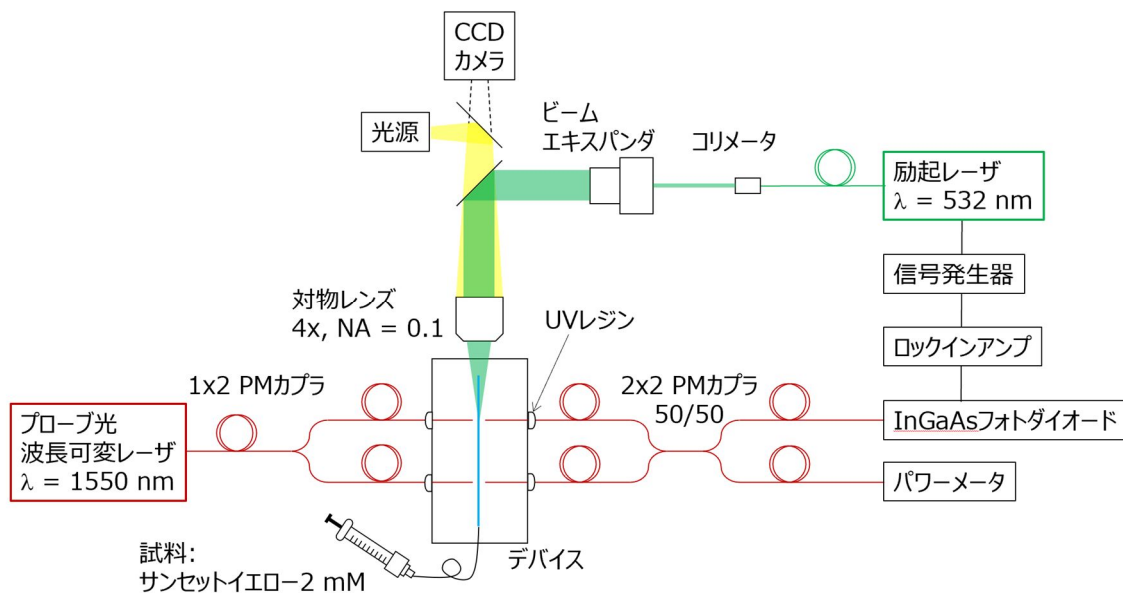 CCD
カメラ
光源
ビーム
エキスパンダ
コリメータ
励起レーザ
λ = 532 nm
信号発生器
対物レンズ
4x, NA = 0.1
UVレジン
ロックインアンプ
1x2 PMカプラ
2x2 PMカプラ
50/50
プローブ光
波長可変レーザ
λ = 1550 nm
InGaAsフォトダイオード
パワーメータ
デバイス
試料:
サンセットイエロー2 mM